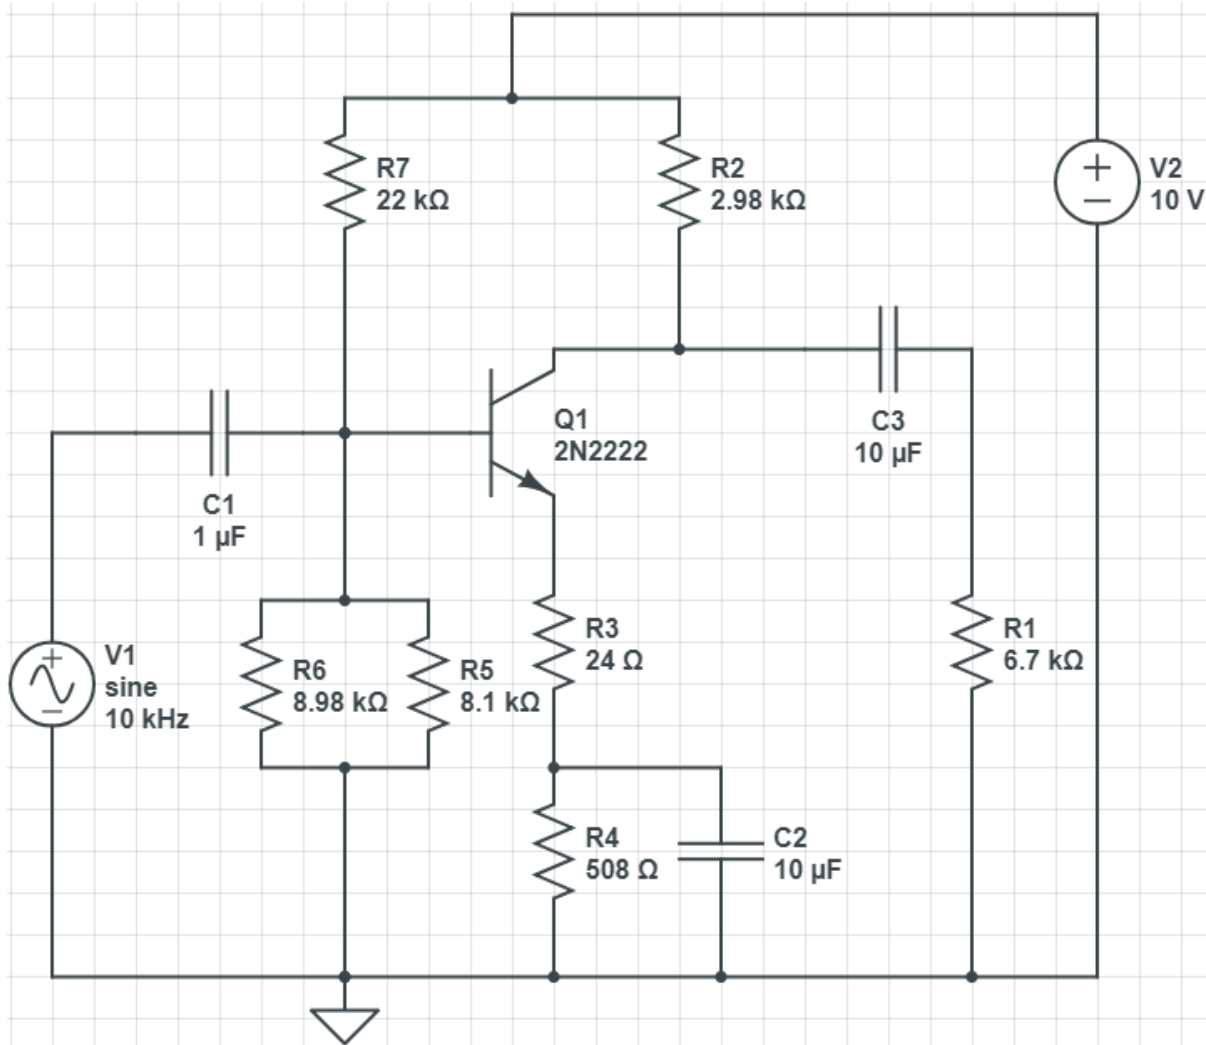 R7
22 kΩ
R2
2.98 kΩ
+
−
V2
10 V
Q1
2N2222
C3
10 µF
C1
1 µF
+
−
V1
sine
10 kHz
R6
8.98 kΩ
R5
8.1 kΩ
R3
24 Ω
R1
6.7 kΩ
R4
508 Ω
C2
10 µF